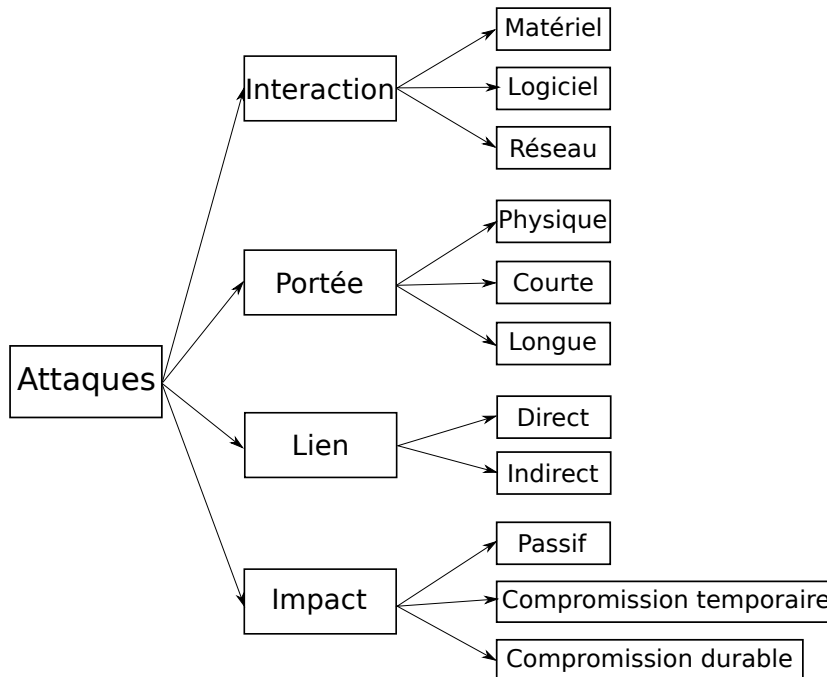 Attaques
Interaction
Matériel
Logiciel
Réseau
Portée
Physique
Courte
Longue
Lien
Direct
Indirect
Impact
Passif
Compromission temporaire
Compromission durable